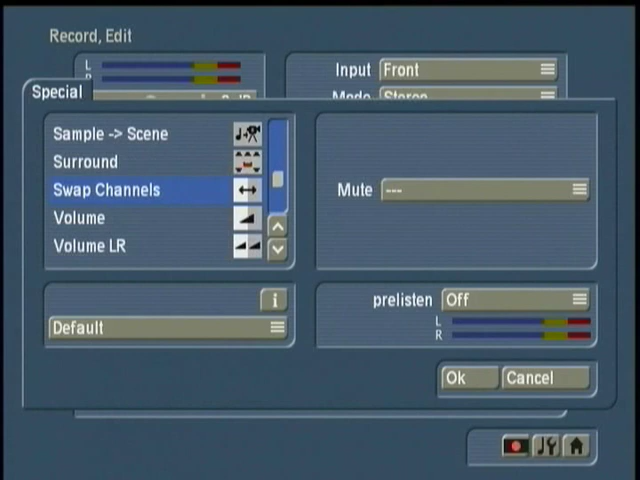 Record, Edit
L
R
Input Front
Mode Stereo
Special
Sample -> Scene
Surround
Swap Channels
Volume
Volume LR
Mute ---
i
Default
prelisten Off
L
R
Ok Cancel